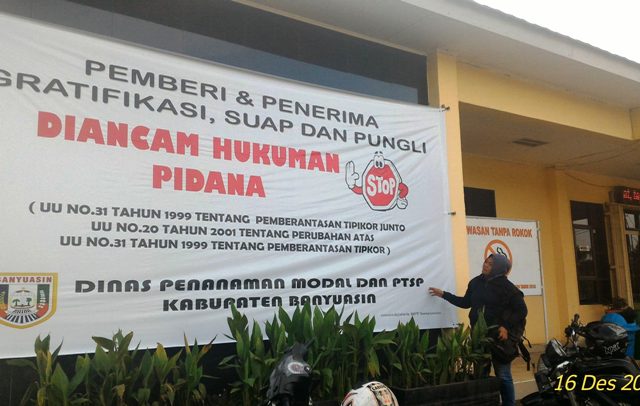 PEMBERI & PENERIMA
GRATIFIKASI, SUAP DAN PUNGLI
DIANCAM HUKUMAN
PIDANA
STOP
( UU NO.31 TAHUN 1999 TENTANG PEMBERANTASAN TIPIKOR JUNTO
UU NO.20 TAHUN 2001 TENTANG PERUBAHAN ATAS
UU NO.31 TAHUN 1999 TENTANG PEMBERANTASAN TIPKOR )
BANYUASIN
DINAS PENANAMAN MODAL DAN PTSP
KABUPATEN BANYUASIN
WASAN TANPA ROKOK
16 Des 20